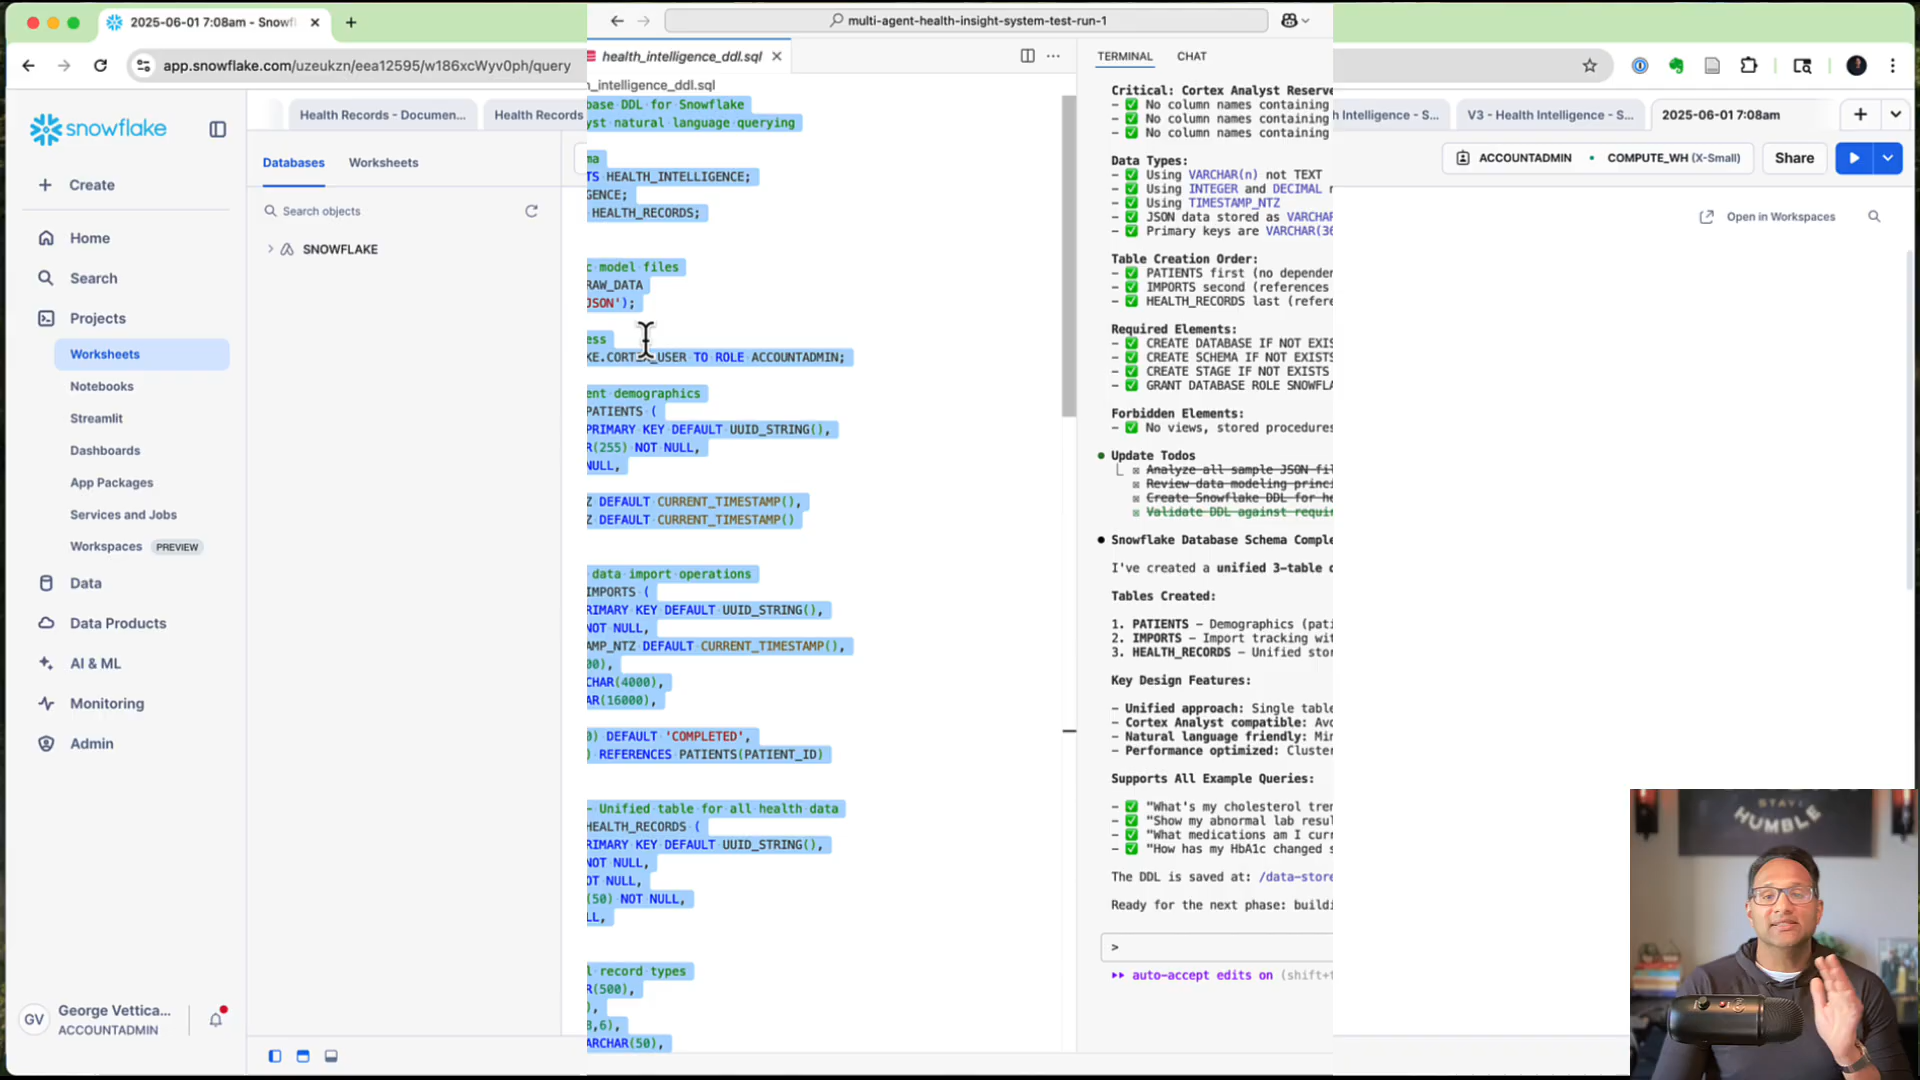 2025-06-01 7:08am - Snowfl
app.snowflake.com/uzeukzn/eea12595/w186xcWyv0ph/query
snowflake
Create
Home
Search
Projects
Worksheets
Notebooks
Streamlit
Dashboards
App Packages
Services and Jobs
Workspaces PREVIEW
Data
Data Products
AI & ML
Monitoring
Admin
GV
George Vettica...
ACCOUNTADMIN
Health Records - Documen...
Health Records
Databases
Worksheets
Search objects
SNOWFLAKE
multi-agent-health-insight-system-test-run-1
health_intelligence_ddl.sql
h_intelligence_ddl.sql
base DDL for Snowflake
yst natural language querying
ma
TS HEALTH_INTELLIGENCE;
GENCE;
HEALTH_RECORDS;
c model files
RAW_DATA
JSON');
ess
KE.CORTEX_USER TO ROLE ACCOUNTADMIN;
ent demographics
PATIENTS (
PRIMARY KEY DEFAULT UUID_STRING(),
R(255) NOT NULL,
NULL,
Z DEFAULT CURRENT_TIMESTAMP(),
Z DEFAULT CURRENT_TIMESTAMP()
data import operations
IMPORTS (
RIMARY KEY DEFAULT UUID_STRING(),
NOT NULL,
AMP_NTZ DEFAULT CURRENT_TIMESTAMP(),
00),
CHAR(4000),
AR(16000),
0) DEFAULT 'COMPLETED',
) REFERENCES PATIENTS(PATIENT_ID)
- Unified table for all health data
HEALTH_RECORDS (
RIMARY KEY DEFAULT UUID_STRING(),
NOT NULL,
OT NULL,
(50) NOT NULL,
LL,
l record types
R(500),
),
8,6),
ARCHAR(50),
TERMINAL
CHAT
Critical: Cortex Analyst Reserve
- ✅ No column names containing
- ✅ No column names containing
- ✅ No column names containing
Data Types:
- ✅ Using VARCHAR(n) not TEXT
- ✅ Using INTEGER and DECIMAL
- ✅ Using TIMESTAMP_NTZ
- ✅ JSON data stored as VARCHAR
- ✅ Primary keys are VARCHAR(36
Table Creation Order:
- ✅ PATIENTS first (no depender
- ✅ IMPORTS second (references
- ✅ HEALTH_RECORDS last (refere
Required Elements:
- ✅ CREATE DATABASE IF NOT EXIS
- ✅ CREATE SCHEMA IF NOT EXISTS
- ✅ CREATE STAGE IF NOT EXISTS
- ✅ GRANT DATABASE ROLE SNOWFLA
Forbidden Elements:
- ✅ No views, stored procedures
Update Todos
Analyze all sample JSON fil
Review data modeling princi
Create Snowflake DDL for he
Validate DDL against requir
Snowflake Database Schema Comple
I've created a unified 3-table
Tables Created:
1. PATIENTS – Demographics (pati
2. IMPORTS – Import tracking wit
3. HEALTH_RECORDS – Unified stor
Key Design Features:
- Unified approach: Single table
- Cortex Analyst compatible: Avo
- Natural language friendly: Mir
- Performance optimized: Cluster
Supports All Example Queries:
- ✅ "What's my cholesterol tren
- ✅ "Show my abnormal lab resul
- ✅ "What medications am I curr
- ✅ "How has my HbA1c changed s
The DDL is saved at: /data-store
Ready for the next phase: buildi
>
auto-accept edits on (shift+t
h Intelligence - S...
V3 - Health Intelligence - S...
2025-06-01 7:08am
ACCOUNTADMIN • COMPUTE_WH (X-Small)
Share
Open in Workspaces
STAY
HUMBLE